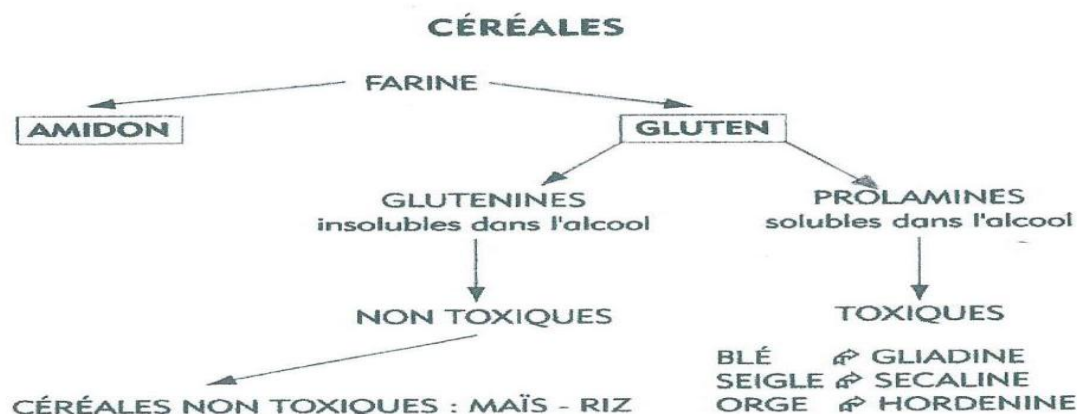 CÉRÉALES
FARINE
AMIDON
GLUTEN
GLUTENINES
insolubles dans l'alcool
PROLAMINES
solubles dans l'alcool
NON TOXIQUES
TOXIQUES
CÉRÉALES NON TOXIQUES : MAÏS - RIZ
BLÉ GLIADINE
SEIGLE SECALINE
ORGE HORDENINE